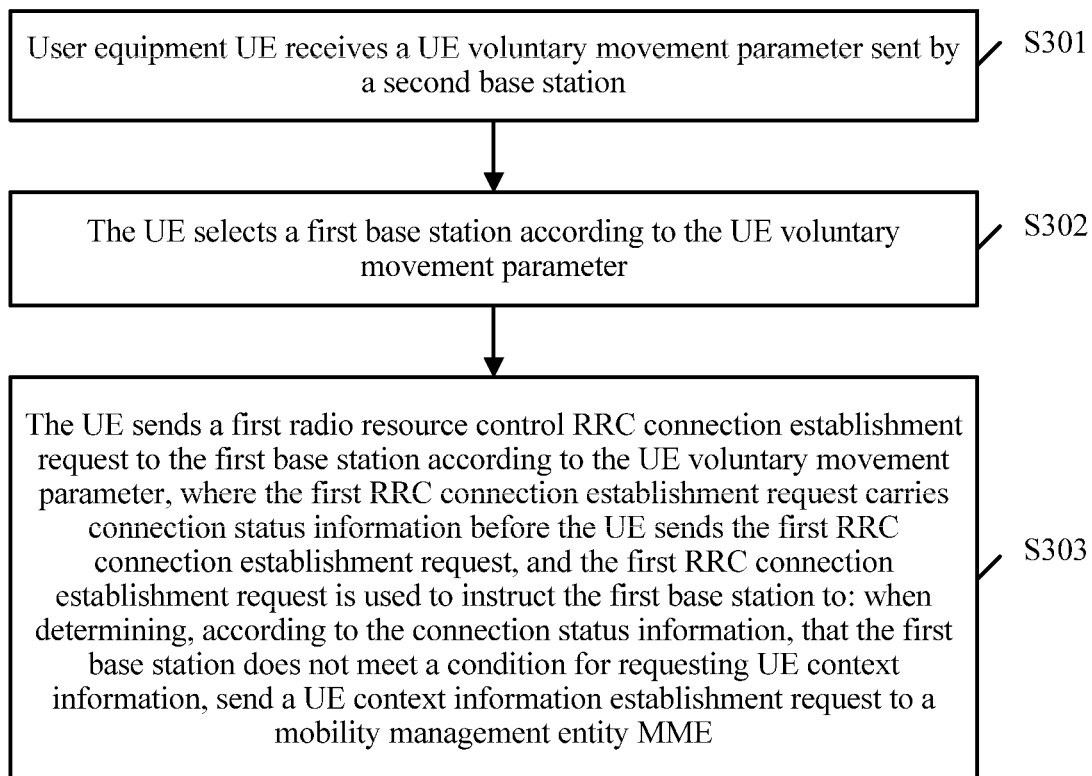 User equipment UE receives a UE voluntary movement parameter sent by
a second base station
S301
The UE selects a first base station according to the UE voluntary
movement parameter
S302
The UE sends a first radio resource control RRC connection establishment
request to the first base station according to the UE voluntary movement
parameter, where the first RRC connection establishment request carries
connection status information before the UE sends the first RRC
connection establishment request, and the first RRC connection
establishment request is used to instruct the first base station to: when
determining, according to the connection status information, that the first
base station does not meet a condition for requesting UE context
information, send a UE context information establishment request to a
mobility management entity MME
S303